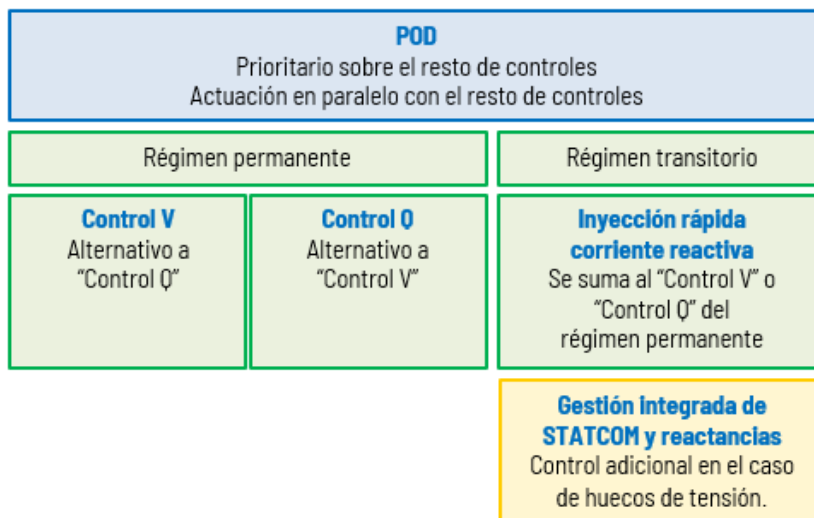 POD
Prioritario sobre el resto de controles
Actuación en paralelo con el resto de controles
Régimen permanente
Régimen transitorio
Control V
Alternativo a
“Control Q”
Control Q
Alternativo a
“Control V”
Inyección rápida
corriente reactiva
Se suma al “Control V” o
“Control Q” del
régimen permanente
Gestión integrada de
STATCOM y reactancias
Control adicional en el caso
de huecos de tensión.